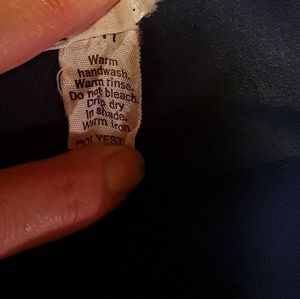 Warm
handwash.
Warm rinse.
Do not bleach.
Drip dry
In shade.
Warm iron
POLYEST